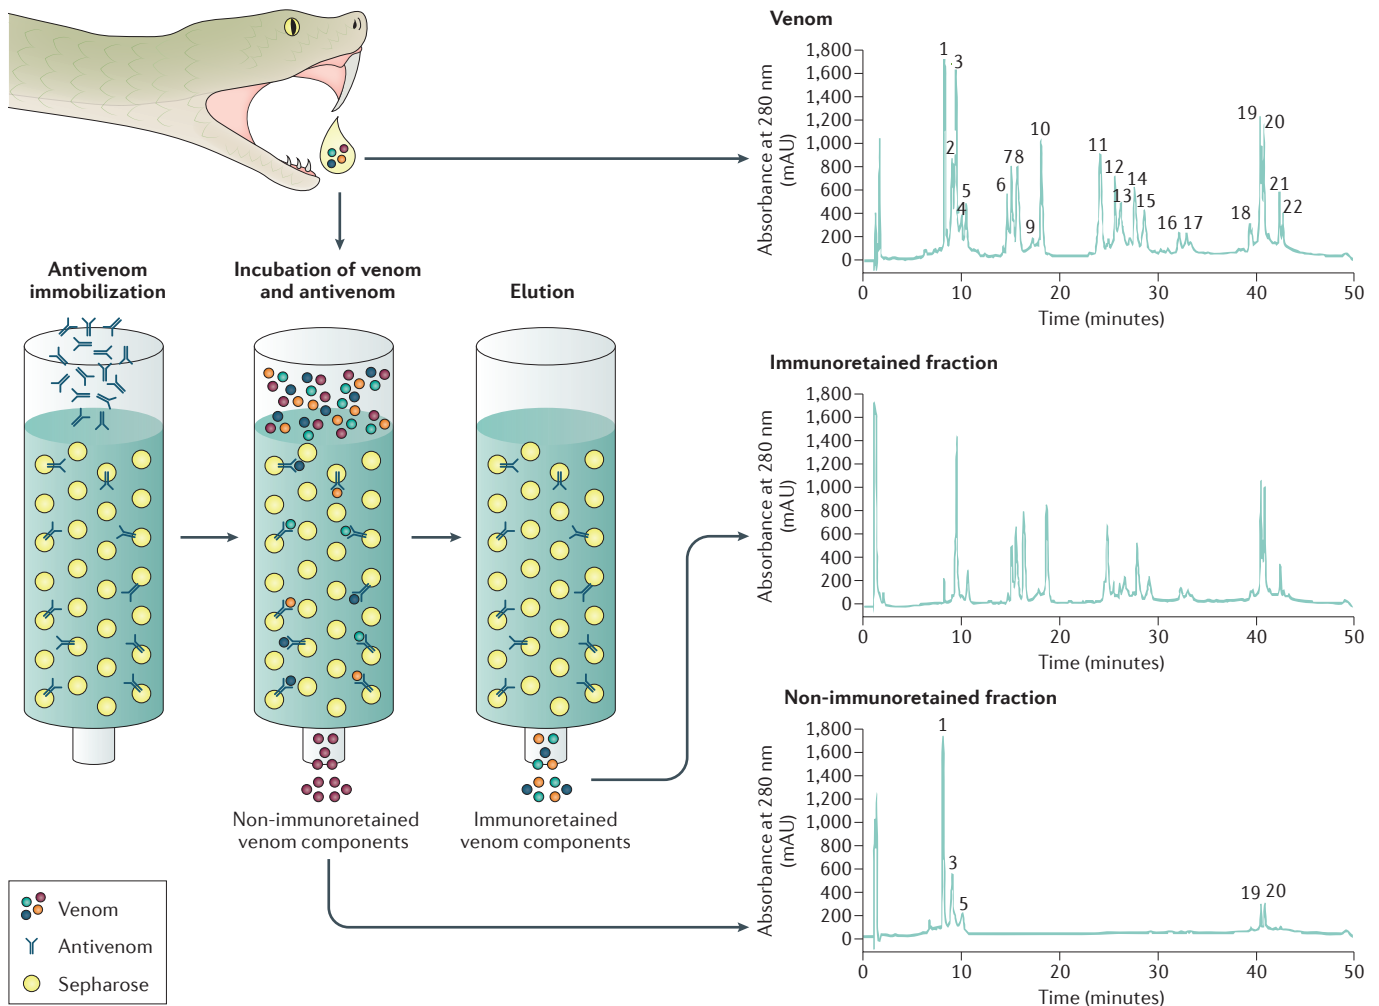 Venom
Absorbance at 280 nm
(mAU)
1,800
1,600
1,400
1,200
1,000
800
600
400
200
0
1
3
2
5
4
6
7
8
9
10
11
12
13
14
15
16
17
18
19
20
21
22
0 10 20 30 40 50
Time (minutes)
Antivenom
immobilization
Incubation of venom
and antivenom
Elution
Immunoretained fraction
Absorbance at 280 nm
(mAU)
1,800
1,600
1,400
1,200
1,000
800
600
400
200
0
0 10 20 30 40 50
Time (minutes)
Non-immunoretained fraction
Absorbance at 280 nm
(mAU)
1,800
1,600
1,400
1,200
1,000
800
600
400
200
0
1
3
5
19
20
0 10 20 30 40 50
Time (minutes)
Non-immunoretained
venom components
Immunoretained
venom components
Venom
Antivenom
Sepharose